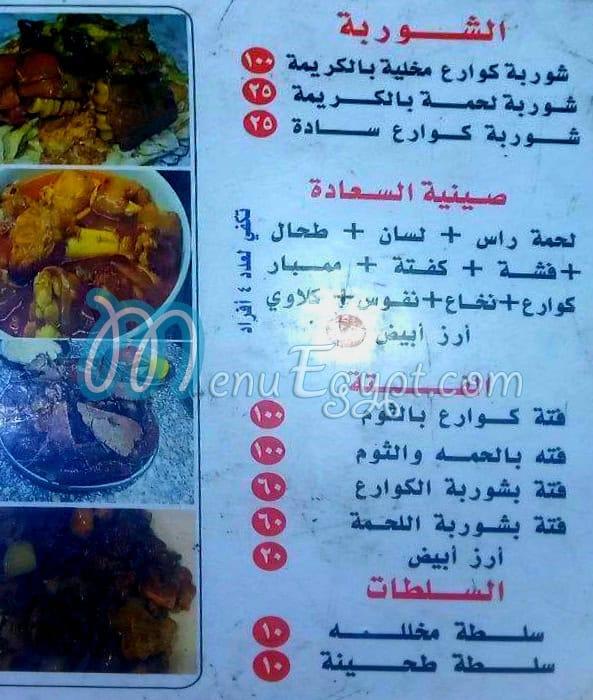 الشوربة
شوربة كوارع مخلية بالكريمة ١٠٠
شوربة لحمة بالكريمة ٢٥
شوربة كوارع سادة ٢٥
صينية السعادة
تكفي لعدد ٤ أفراد
لحمة راس + لسان + طحال
+ فشة + كفتة + ممبار
كوارع + نخاع + نفوس + كلاوي
أرز أبيض
MenuEgypt.com
الفتة
فتة كوارع بالثوم ١٠٠
فته بالحمه والثوم ١٠٠
فتة بشوربة الكوارع ٦٠
فتة بشوربة اللحمة ٦٠
أرز أبيض ٢٠
السلطات
سلطة مخلله ١٠
سلطة طحينة ١٠